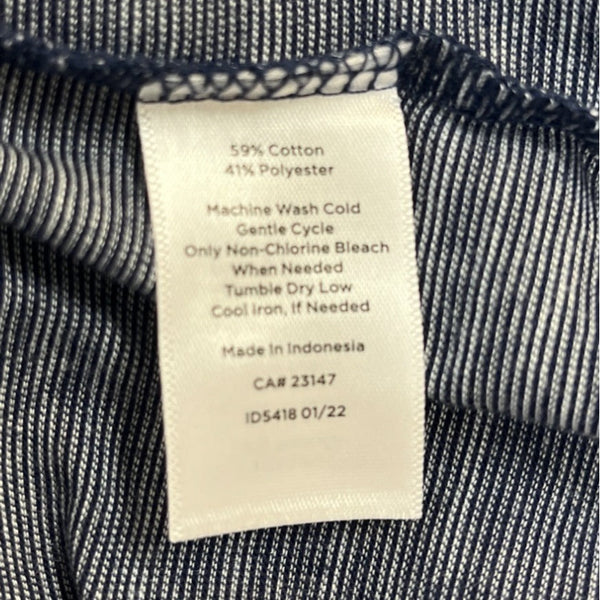 59% Cotton
41% Polyester
Machine Wash Cold
Gentle Cycle
Only Non-Chlorine Bleach
When Needed
Tumble Dry Low
Cool Iron, If Needed
Made In Indonesia
CA# 23147
ID5418 01/22